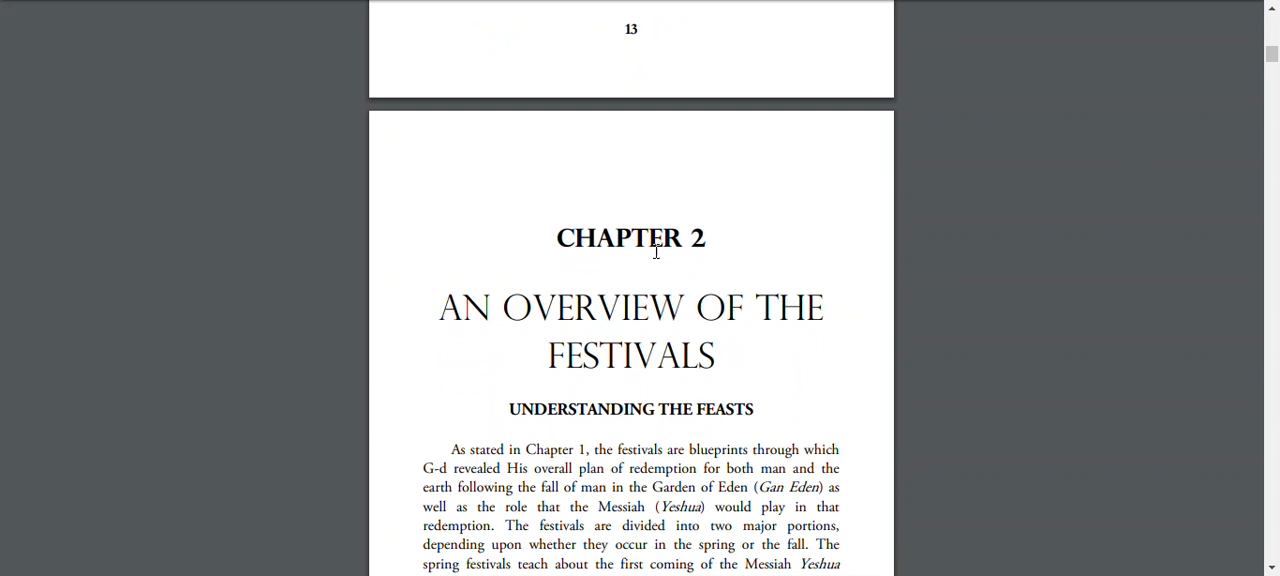 13
CHAPTER 2
AN OVERVIEW OF THE
FESTIVALS
UNDERSTANDING THE FEASTS
As stated in Chapter 1, the festivals are blueprints through which
G-d revealed His overall plan of redemption for both man and the
earth following the fall of man in the Garden of Eden (Gan Eden) as
well as the role that the Messiah (Yeshua) would play in that
redemption. The festivals are divided into two major portions,
depending upon whether they occur in the spring or the fall. The
spring festivals teach about the first coming of the Messiah Yeshua